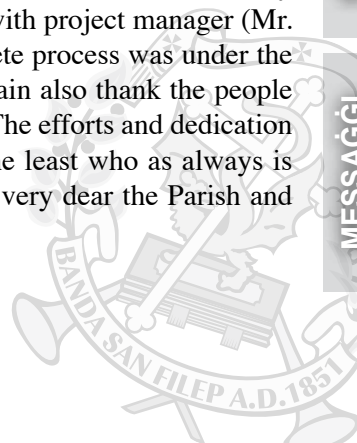 with project manager (Mr.
ete process was under the
ain also thank the people
The efforts and dedication
e least who as always is
very dear the Parish and
MESSAĠĠI
BANDA SAN FILEP A.D.1851